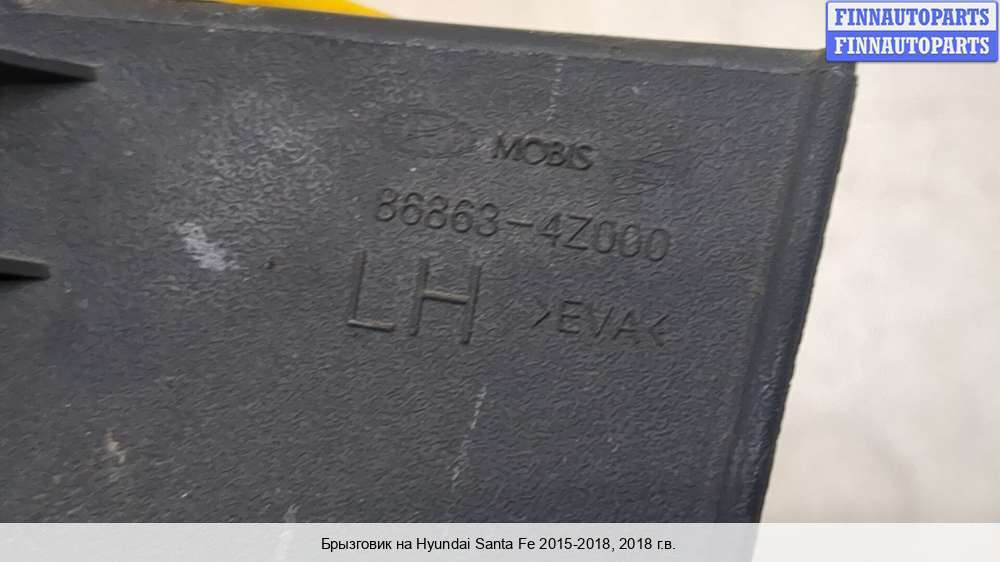 FINNAUTOPARTS
FINNAUTOPARTS
MOBIS
86863-4Z000
LH >EVA<
Брызговик на Hyundai Santa Fe 2015-2018, 2018 г.в.